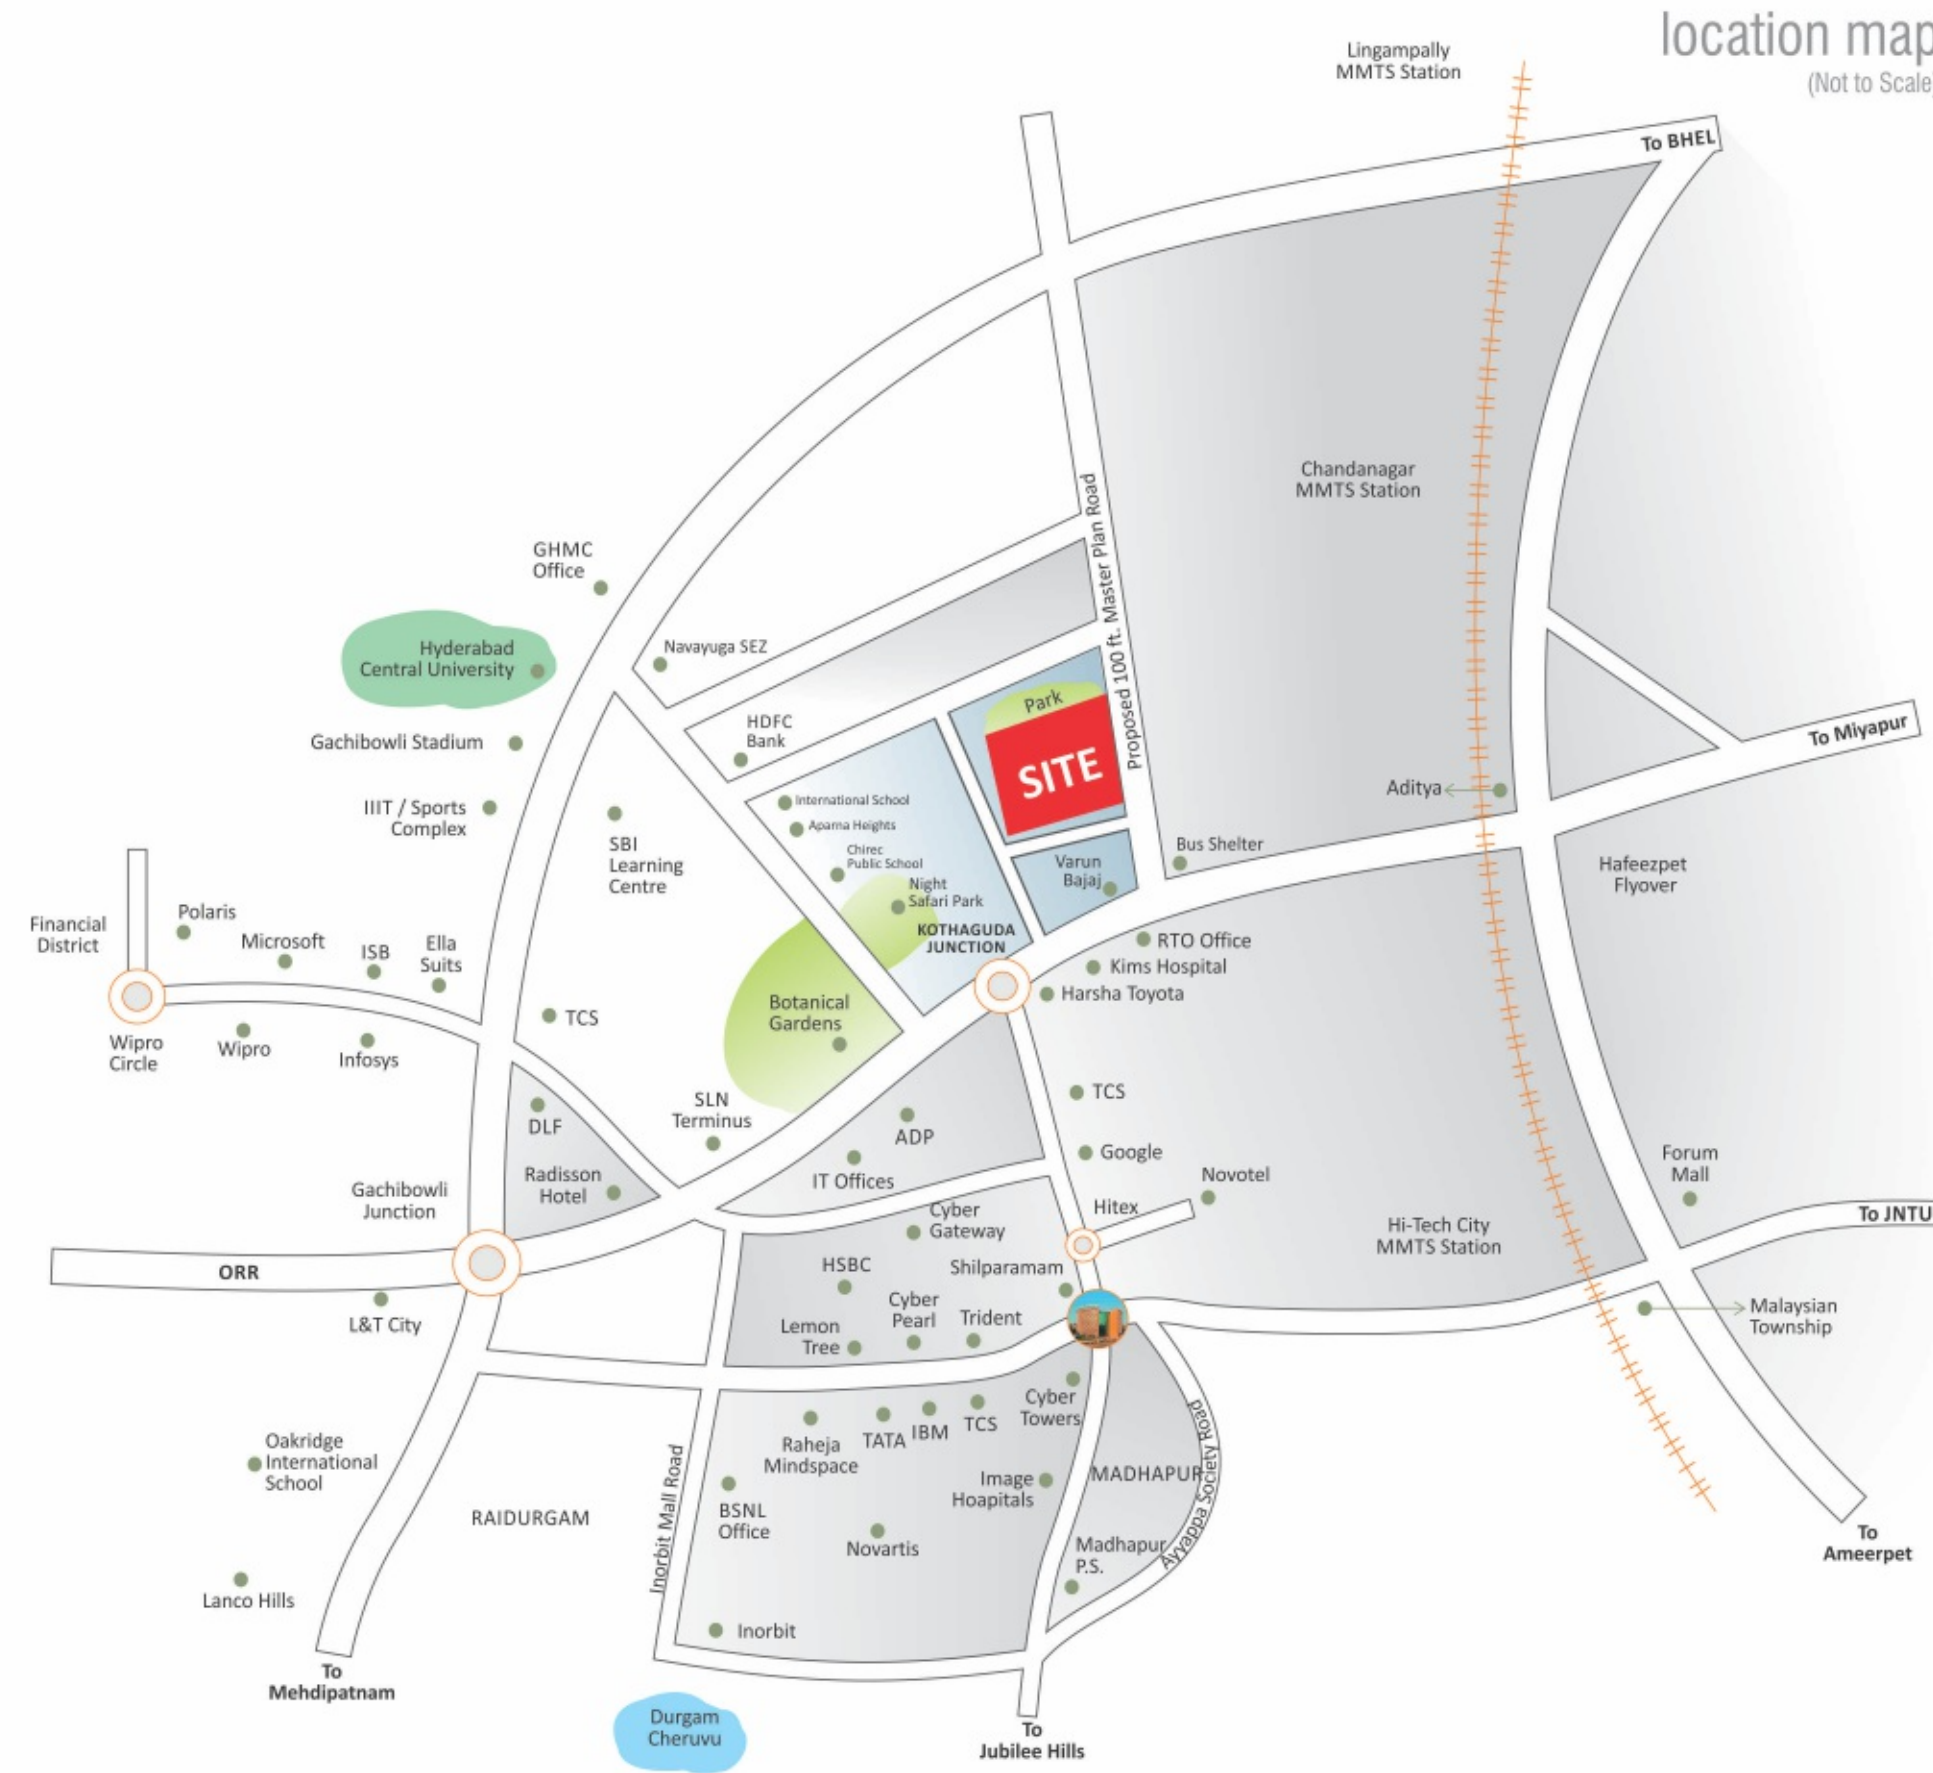 location map
(Not to Scale)
Lingampally
MMTS Station
To BHEL
Chandanagar
MMTS Station
Proposed 100 ft. Master Plan Road
GHMC
Office
Hyderabad
Central University
Navayuga SEZ
Gachibowli Stadium
HDFC
Bank
Park
SITE
To Miyapur
IIIT / Sports
Complex
International School
Aparna Heights
Aditya
SBI
Learning
Centre
Chirec
Public School
Varun
Bajaj
Bus Shelter
Hafeezpet
Flyover
Night
Safari Park
Financial
District
Polaris
Microsoft
ISB
Ella
Suits
KOTHAGUDA
JUNCTION
RTO Office
Kims Hospital
Harsha Toyota
Botanical
Gardens
TCS
Wipro
Circle
Wipro
Infosys
SLN
Terminus
DLF
ADP
TCS
Google
IT Offices
Radisson
Hotel
Gachibowli
Junction
Novotel
Forum
Mall
Hitex
To JNTU
Cyber
Gateway
Hi-Tech City
MMTS Station
ORR
HSBC
Shilparamam
L&T City
Cyber
Pearl
Trident
Lemon
Tree
Malaysian
Township
Cyber
Towers
Raheja
Mindspace
TATA
IBM
TCS
Oakridge
International
School
Image
Hoapitals
MADHAPUR
Ayyappa Society Road
Inorbit Mall Road
BSNL
Office
RAIDURGAM
Novartis
Madhapur
P.S.
To
Ameerpet
Lanco Hills
Inorbit
To
Mehdipatnam
Durgam
Cheruvu
To
Jubilee Hills